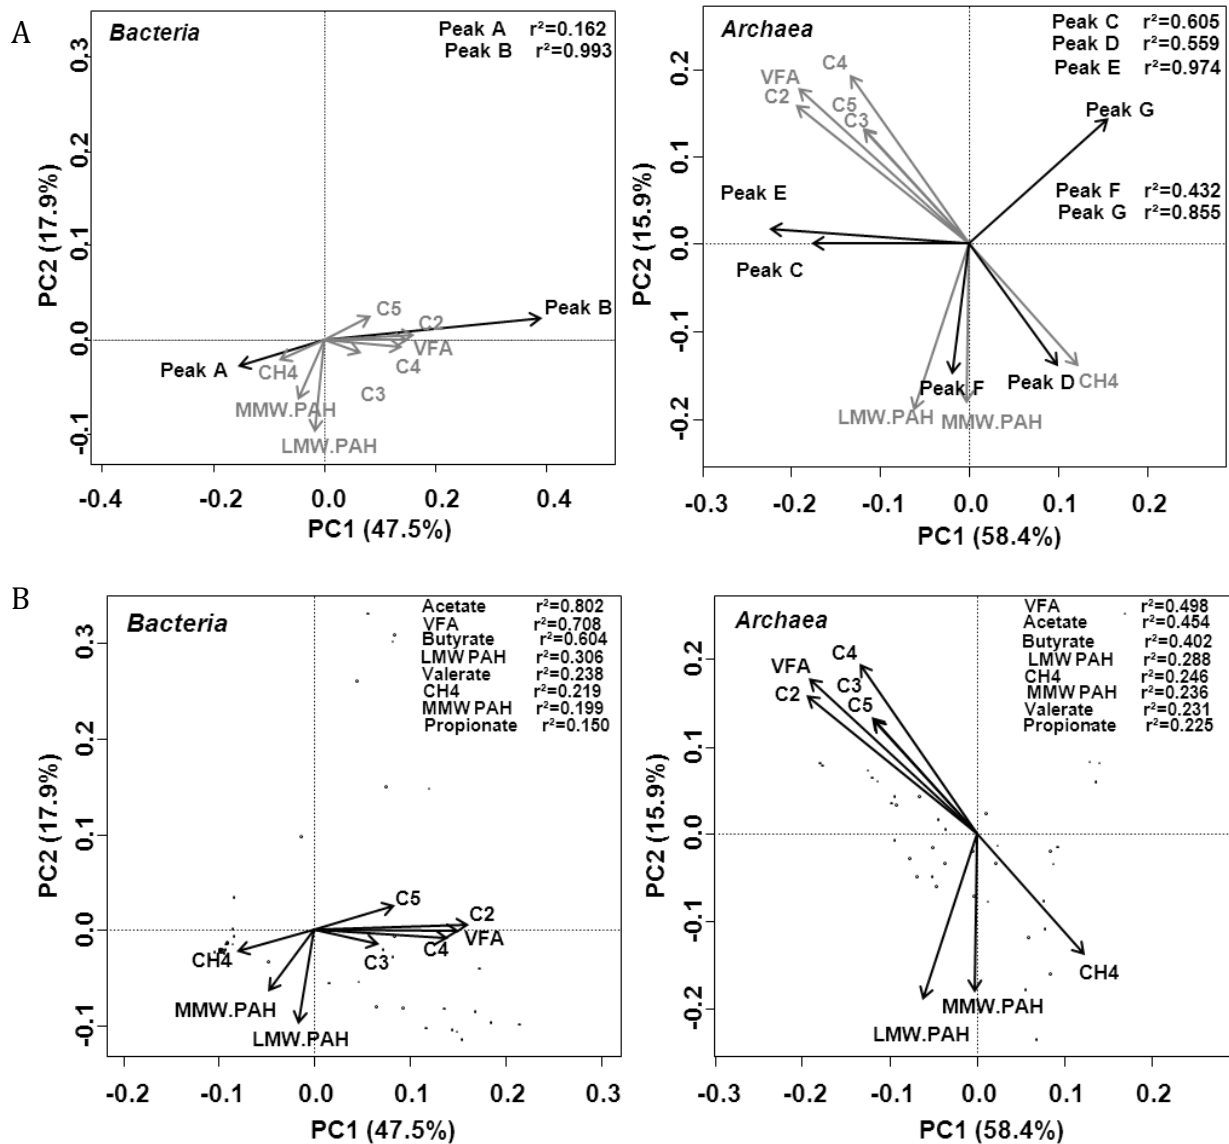 A
Bacteria
Peak A r²=0.162
Peak B r²=0.993
PC2 (17.9%)
0.3
0.2
0.1
0.0
-0.1
C5
C2
Peak B
VFA
C4
C3
Peak A
CH4
MMW.PAH
LMW.PAH
-0.4 -0.2 0.0 0.2 0.4
PC1 (47.5%)
Archaea
Peak C r²=0.605
Peak D r²=0.559
Peak E r²=0.974
Peak F r²=0.432
Peak G r²=0.855
PC2 (15.9%)
0.2
0.1
0.0
-0.1
-0.2
C4
VFA
C2
C5
C3
Peak G
Peak E
Peak C
Peak F
Peak D
CH4
LMW.PAH
MMW.PAH
-0.3 -0.2 -0.1 0.0 0.1 0.2
PC1 (58.4%)
B
Bacteria
Acetate r²=0.802
VFA r²=0.708
Butyrate r²=0.604
LMW PAH r²=0.306
Valerate r²=0.238
CH4 r²=0.219
MMW PAH r²=0.199
Propionate r²=0.150
PC2 (17.9%)
0.3
0.2
0.1
0.0
-0.1
C5
C2
VFA
C4
C3
CH4
MMW.PAH
LMW.PAH
-0.2 -0.1 0.0 0.1 0.2 0.3
PC1 (47.5%)
Archaea
VFA r²=0.498
Acetate r²=0.454
Butyrate r²=0.402
LMW PAH r²=0.288
CH4 r²=0.246
MMW PAH r²=0.236
Valerate r²=0.231
Propionate r²=0.225
PC2 (15.9%)
0.2
0.1
0.0
-0.1
-0.2
C4
VFA
C3
C2
C5
CH4
MMW.PAH
LMW.PAH
-0.3 -0.2 -0.1 0.0 0.1 0.2
PC1 (58.4%)